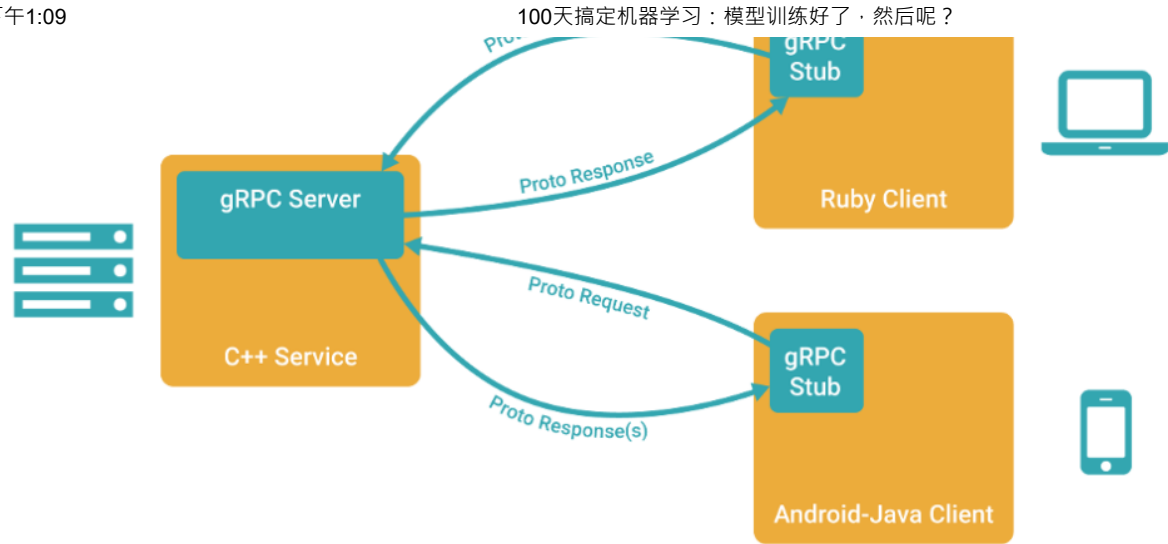 午1:09
100天搞定机器学习：模型训练好了，然后呢？
gRPC
Stub
Proto Response
gRPC Server
Ruby Client
Proto Request
C++ Service
gRPC
Stub
Proto Response(s)
Android-Java Client